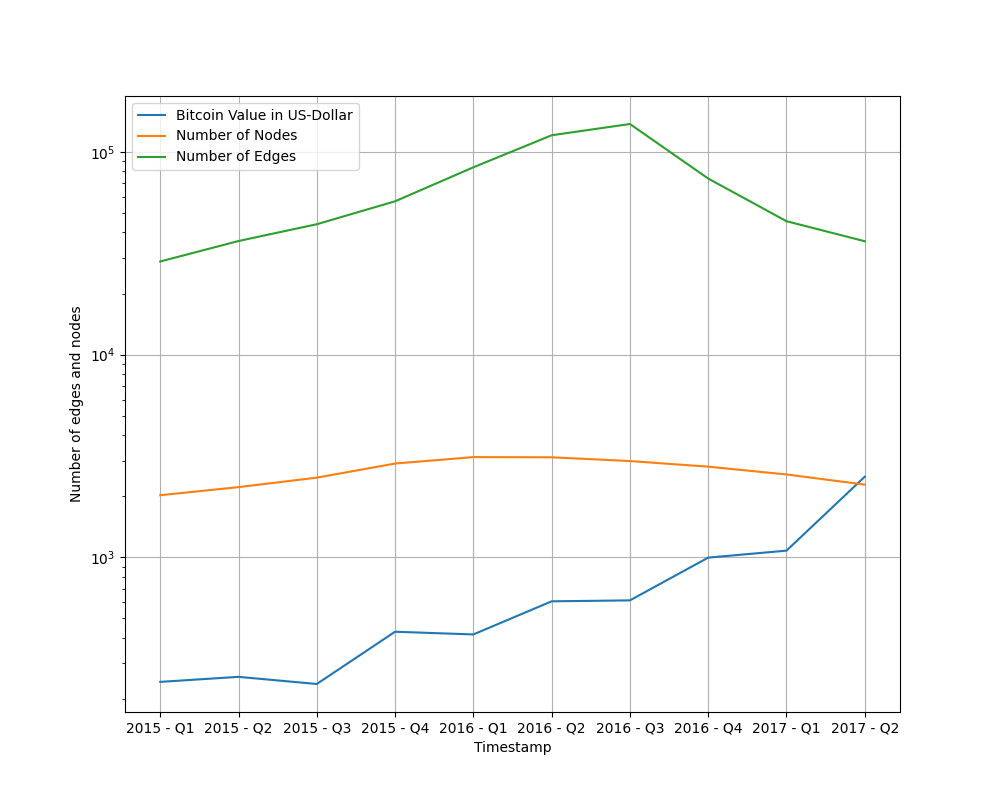 Bitcoin Value in US-Dollar
Number of Nodes
Number of Edges
10^5
10^4
10^3
Number of edges and nodes
2015 - Q1 2015 - Q2 2015 - Q3 2015 - Q4 2016 - Q1 2016 - Q2 2016 - Q3 2016 - Q4 2017 - Q1 2017 - Q2
Timestamp